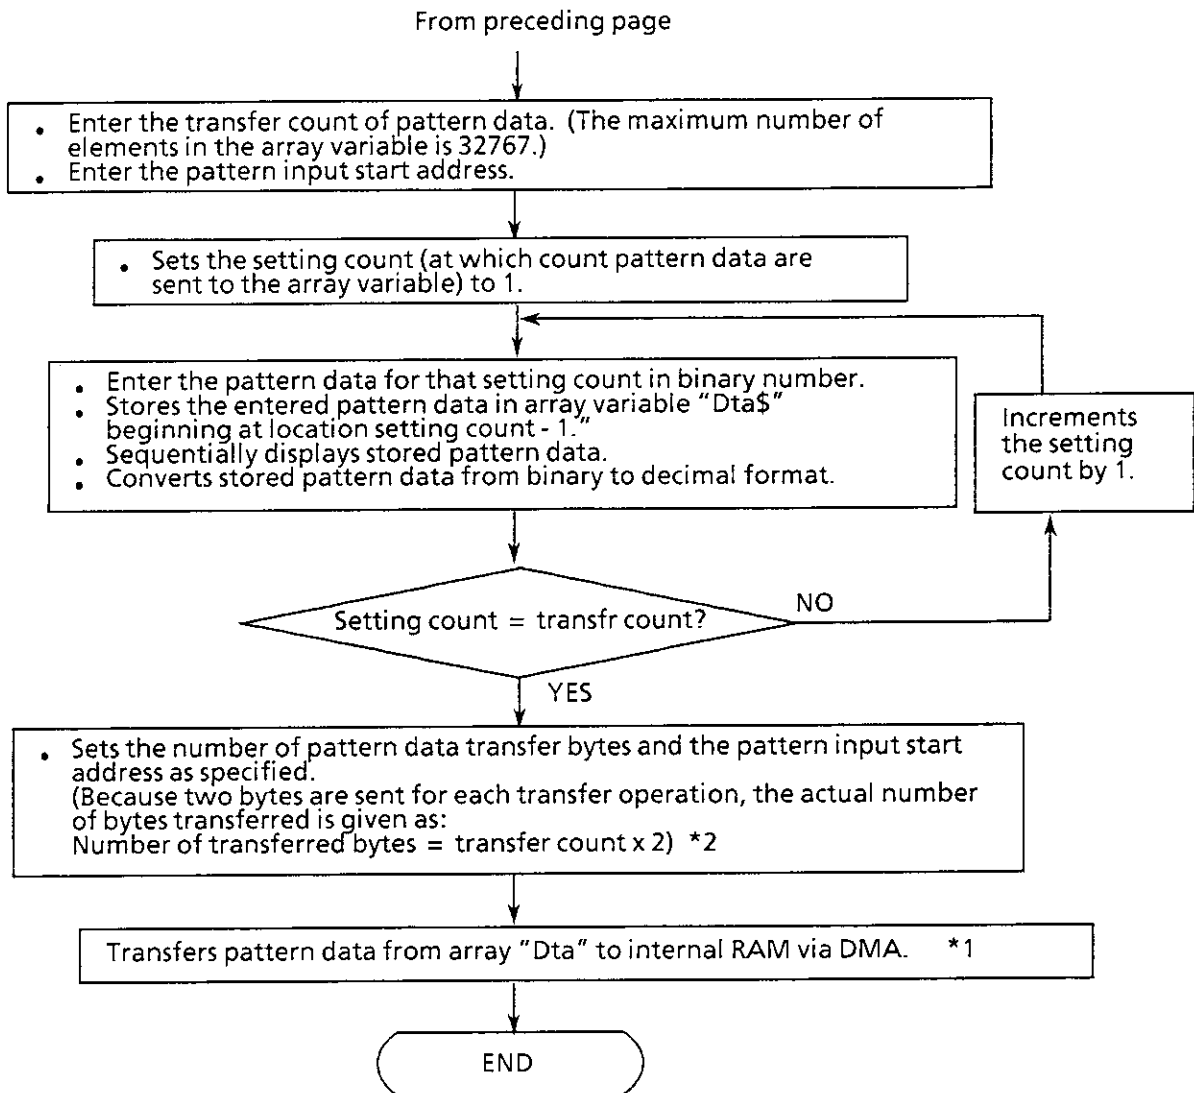 From preceding page
• Enter the transfer count of pattern data. (The maximum number of
elements in the array variable is 32767.)
• Enter the pattern input start address.
• Sets the setting count (at which count pattern data are
sent to the array variable) to 1.
• Enter the pattern data for that setting count in binary number.
• Stores the entered pattern data in array variable "Dta$"
beginning at location setting count - 1."
• Sequentially displays stored pattern data.
• Converts stored pattern data from binary to decimal format.
Increments
the setting
count by 1.
Setting count = transfr count?
NO
YES
• Sets the number of pattern data transfer bytes and the pattern input start
address as specified.
(Because two bytes are sent for each transfer operation, the actual number
of bytes transferred is given as:
Number of transferred bytes = transfer count x 2) *2
Transfers pattern data from array "Dta" to internal RAM via DMA. *1
END